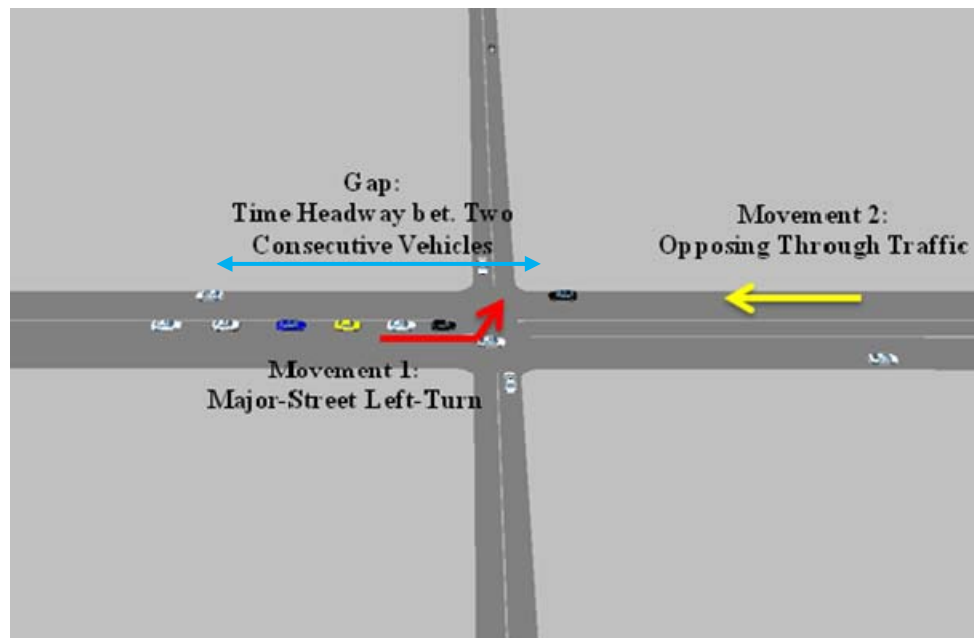 Gap:
Time Headway bet. Two
Consecutive Vehicles
Movement 2:
Opposing Through Traffic
Movement 1:
Major-Street Left-Turn